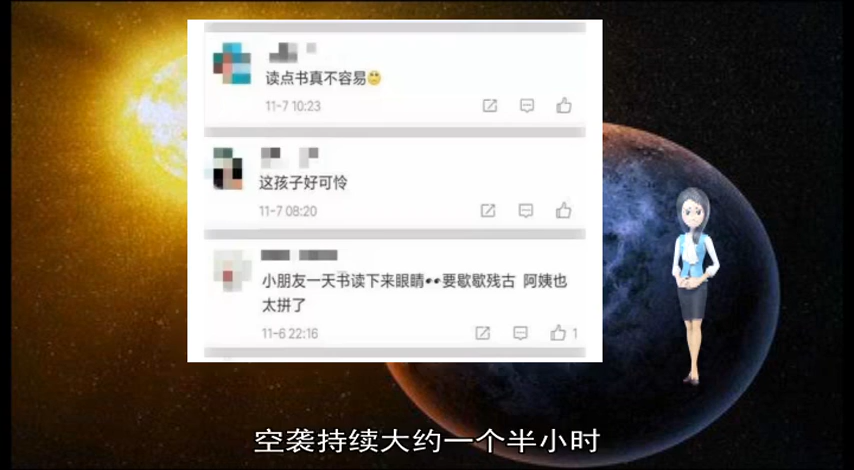 读点书真不容易
11-7 10:23
这孩子好可怜
11-7 08:20
小朋友一天书读下来眼睛👀要歇歇残古 阿姨也
太拼了
11-6 22:16
1
空袭持续大约一个半小时